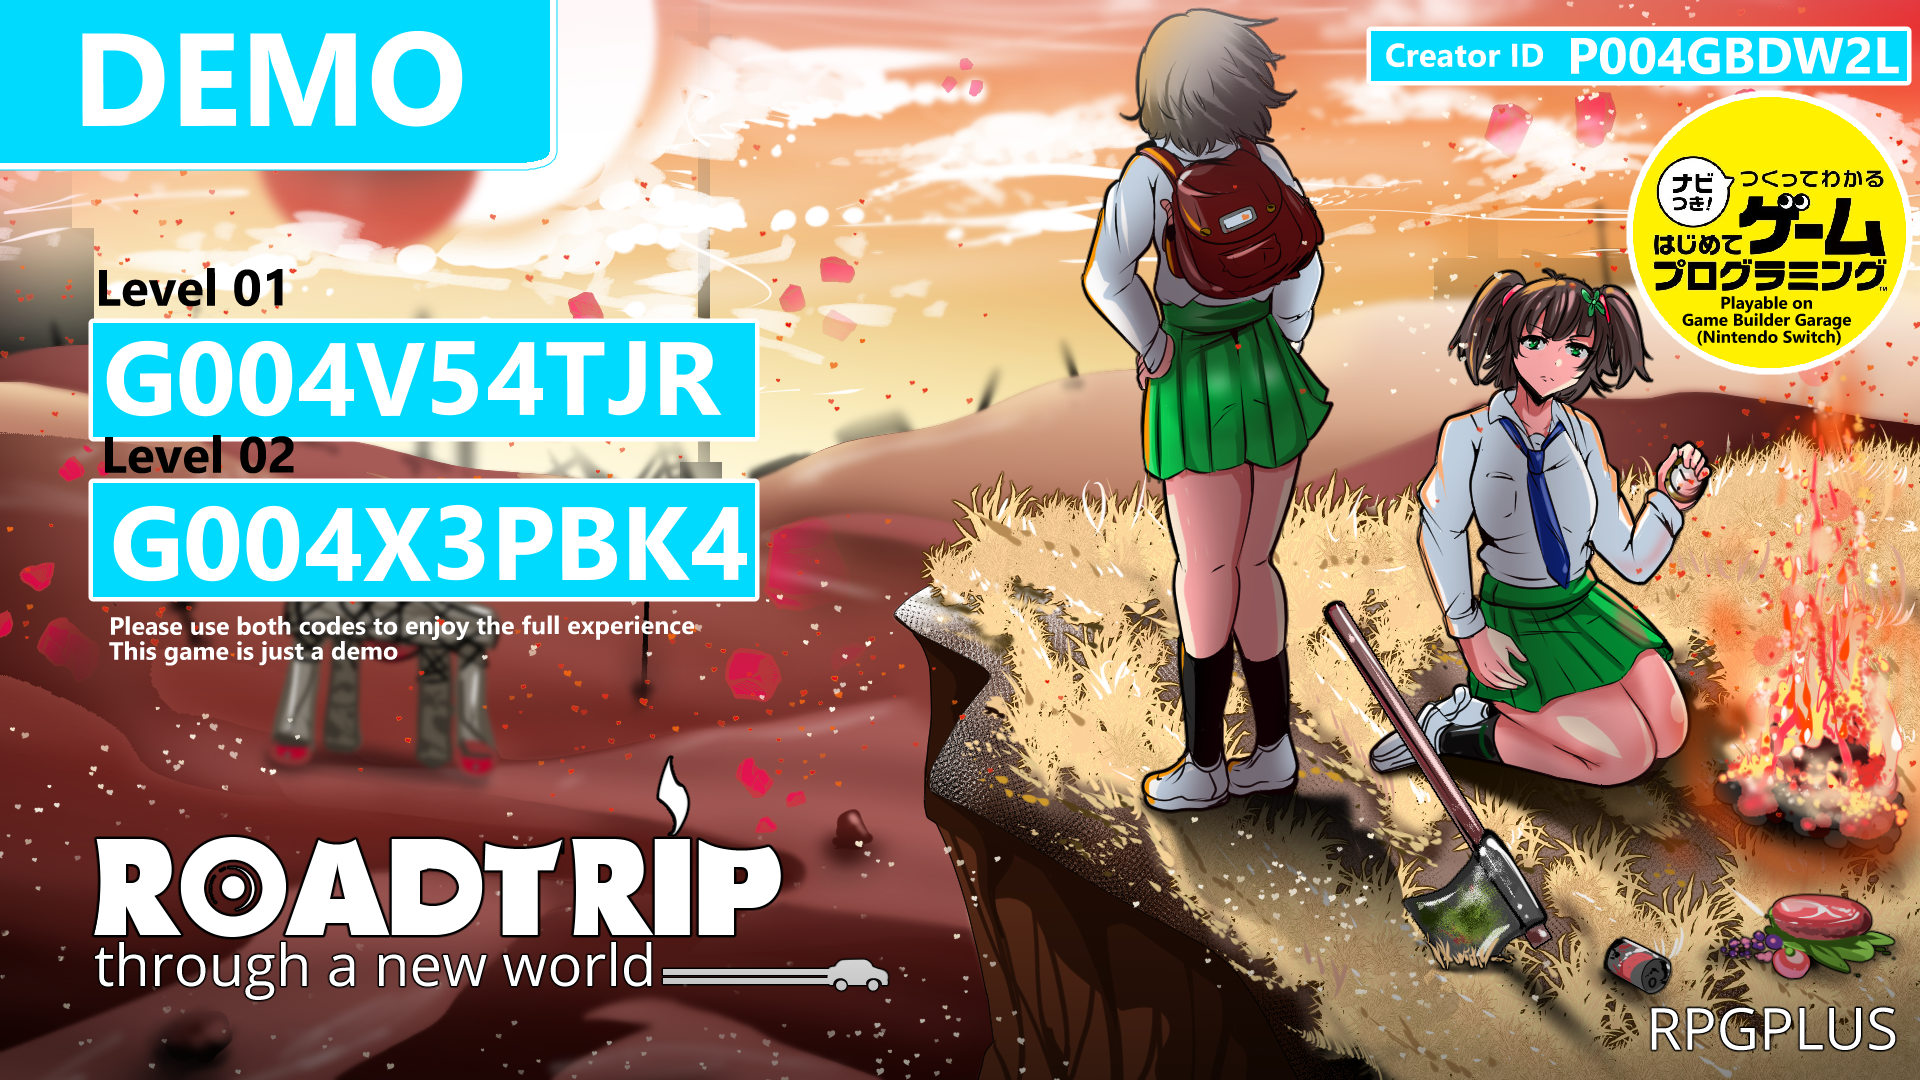 DEMO
Creator ID P004GBDW2L
ナビ
つき!
つくってわかる
はじめて
ゲーム
プログラミング™
Playable on
Game Builder Garage
(Nintendo Switch)
Level 01
G004V54TJR
Level 02
G004X3PBK4
Please use both codes to enjoy the full experience
This game is just a demo
ROADTRIP
through a new world
RPGPLUS